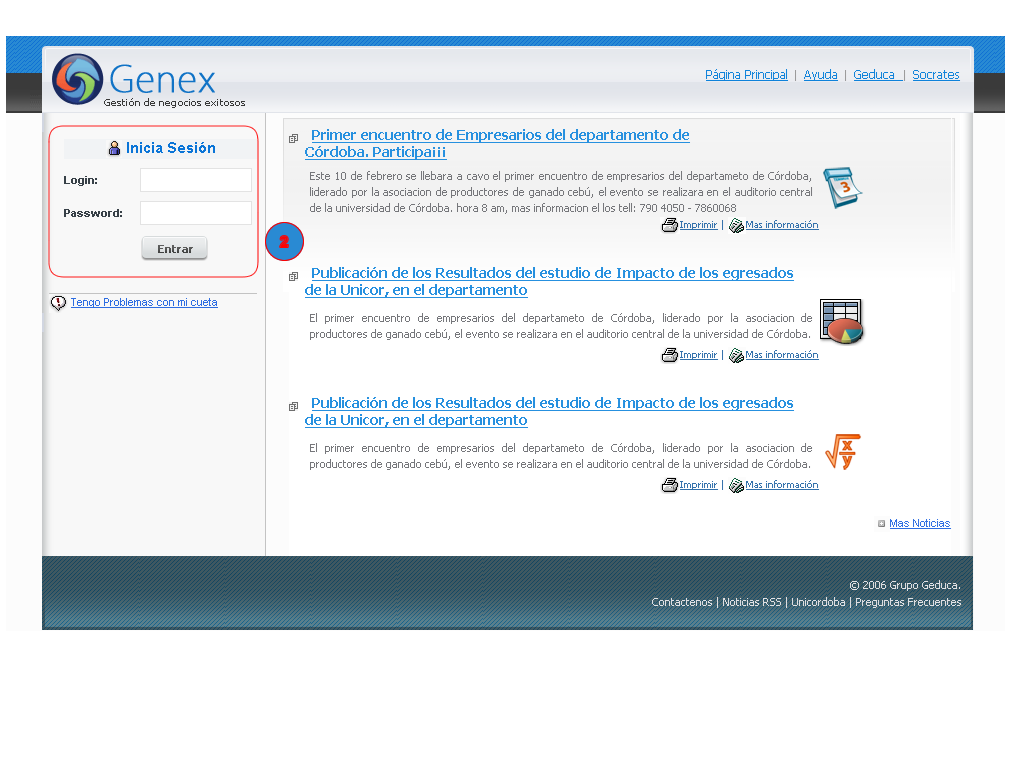 Genex
Gestión de negocios exitosos
Página Principal | Ayuda | Geduca | Socrates
Inicia Sesión
Login:
Password:
Entrar
Tengo Problemas con mi cueta
2
Primer encuentro de Empresarios del departamento de
Córdoba. Participa¡¡¡
Este 10 de febrero se llebara a cavo el primer encuentro de empresarios del departameto de Córdoba,
liderado por la asociacion de productores de ganado cebú, el evento se realizara en el auditorio central
de la universidad de Córdoba. hora 8 am, mas informacion el los tell: 790 4050 - 7860068
3
Imprimir | Mas información
Publicación de los Resultados del estudio de Impacto de los egresados
de la Unicor, en el departamento
El primer encuentro de empresarios del departameto de Córdoba, liderado por la asociacion de
productores de ganado cebú, el evento se realizara en el auditorio central de la universidad de Córdoba.
Imprimir | Mas información
Publicación de los Resultados del estudio de Impacto de los egresados
de la Unicor, en el departamento
El primer encuentro de empresarios del departameto de Córdoba, liderado por la asociacion de
productores de ganado cebú, el evento se realizara en el auditorio central de la universidad de Córdoba.
x
y
Imprimir | Mas información
Mas Noticias
© 2006 Grupo Geduca.
Contactenos | Noticias RSS | Unicordoba | Preguntas Frecuentes